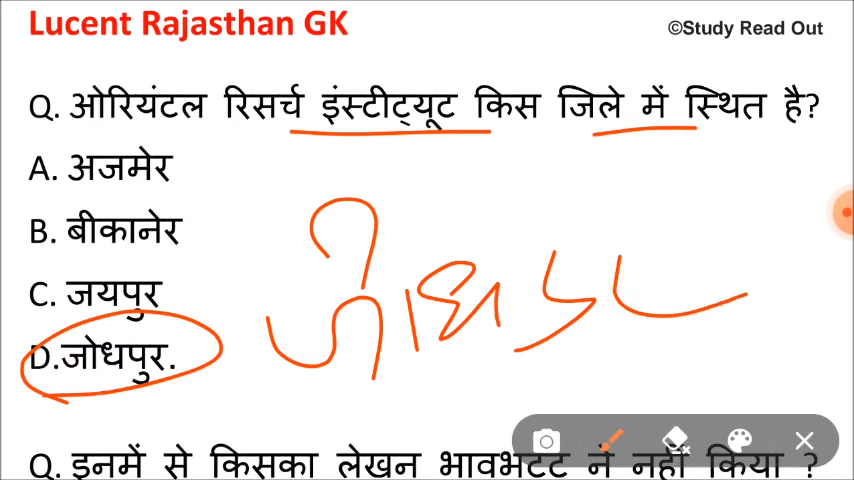 Lucent Rajasthan GK
©Study Read Out
Q. ओरियंटल रिसर्च इंस्टीट्यूट किस जिले में स्थित है?
A. अजमेर
B. बीकानेर
C. जयपुर
D.जोधपुर.
Q. इनमें से किसका लेखन भावभट्ट ने नहीं किया ?